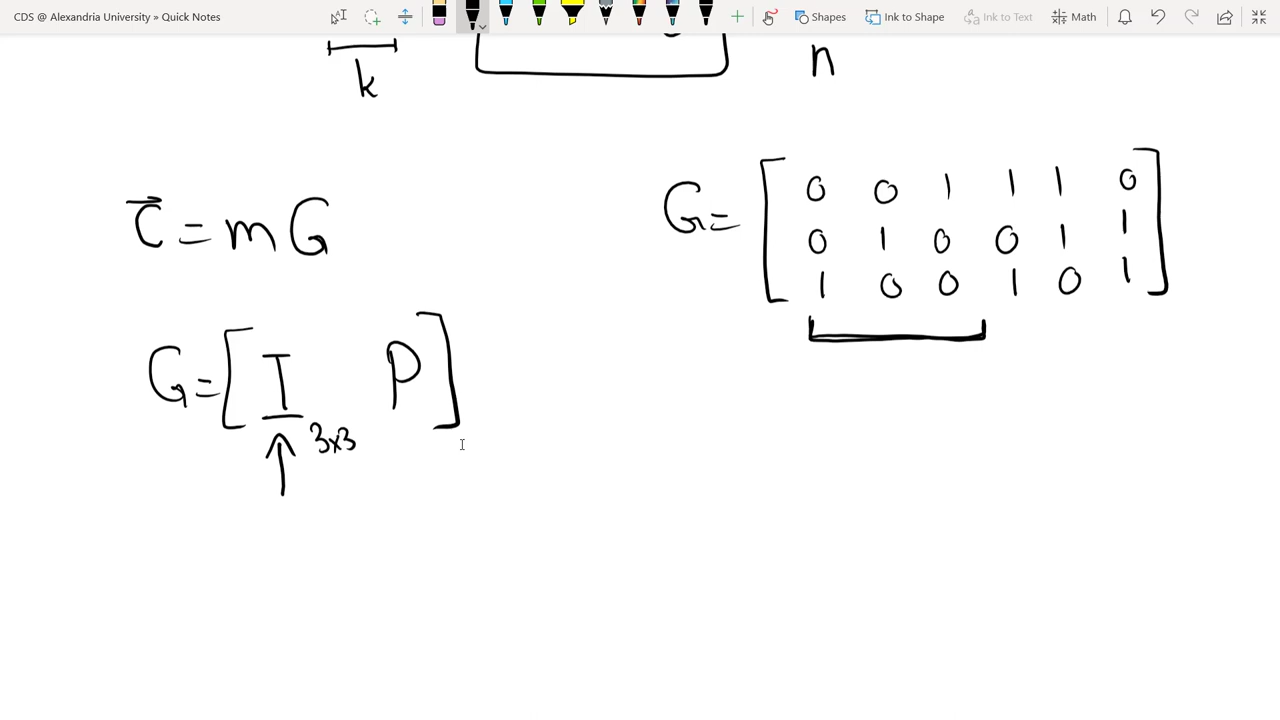 CDS @ Alexandria University » Quick Notes
Shapes Ink to Shape Ink to Text Math
k
n
c = mG
G = [ 0 0 1 1 1 0
0 1 0 0 1 1
1 0 0 1 0 1 ]
G = [ I P ]
3x3